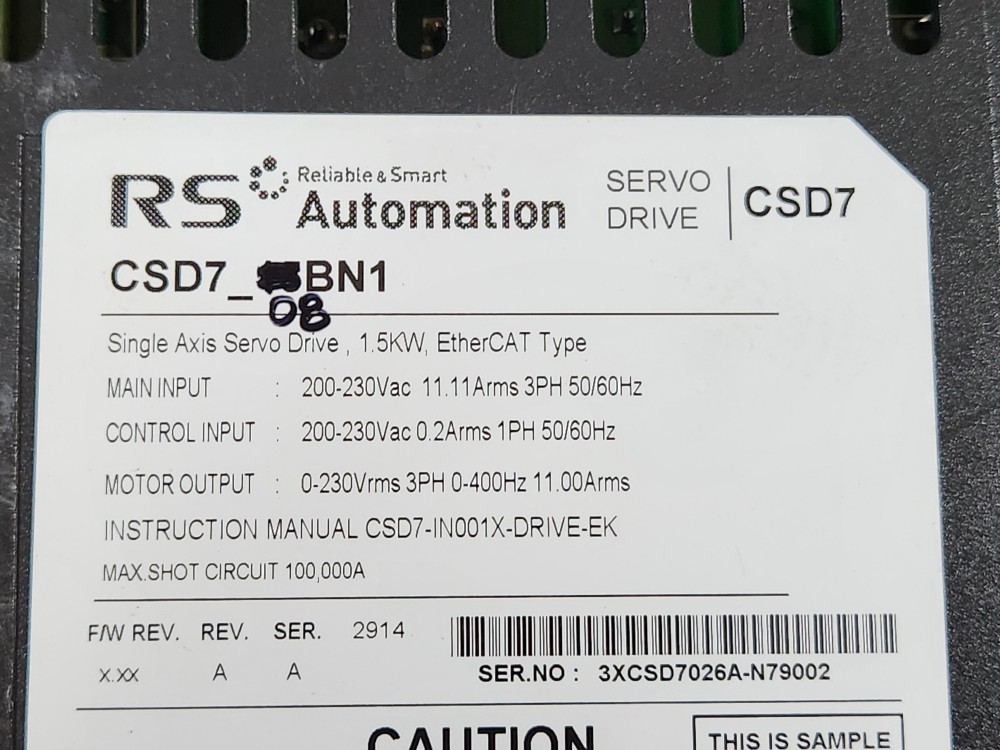 RS Reliable & Smart Automation
SERVO DRIVE CSD7
CSD7_ BN1
08
Single Axis Servo Drive , 1.5KW, EtherCAT Type
MAIN INPUT : 200-230Vac 11.11Arms 3PH 50/60Hz
CONTROL INPUT : 200-230Vac 0.2Arms 1PH 50/60Hz
MOTOR OUTPUT : 0-230Vrms 3PH 0-400Hz 11.00Arms
INSTRUCTION MANUAL CSD7-IN001X-DRIVE-EK
MAX.SHOT CIRCUIT 100,000A
F/W REV. REV. SER. 2914
X.XX A A
SER.NO : 3XCSD7026A-N79002
CAUTION
THIS IS SAMPLE